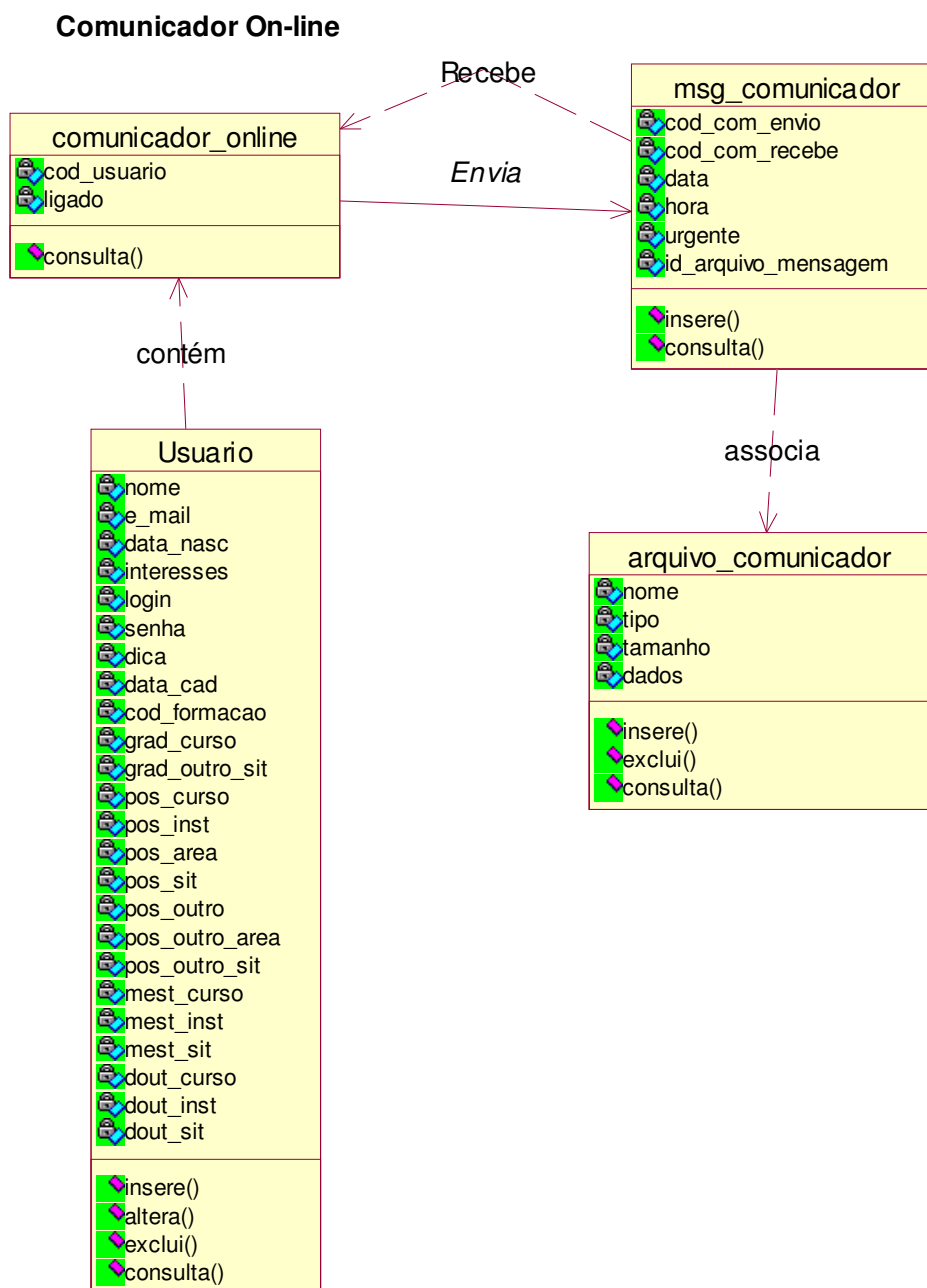 Comunicador On-line
Recebe
comunicador_online
cod_usuario
ligado
consulta()
Envia
msg_comunicador
cod_com_envio
cod_com_recebe
data
hora
urgente
id_arquivo_mensagem
insere()
consulta()
contém
associa
Usuario
nome
e_mail
data_nasc
interesses
login
senha
dica
data_cad
cod_formacao
grad_curso
grad_outro_sit
pos_curso
pos_inst
pos_area
pos_sit
pos_outro
pos_outro_area
pos_outro_sit
mest_curso
mest_inst
mest_sit
dout_curso
dout_inst
dout_sit
insere()
altera()
exclui()
consulta()
arquivo_comunicador
nome
tipo
tamanho
dados
insere()
exclui()
consulta()